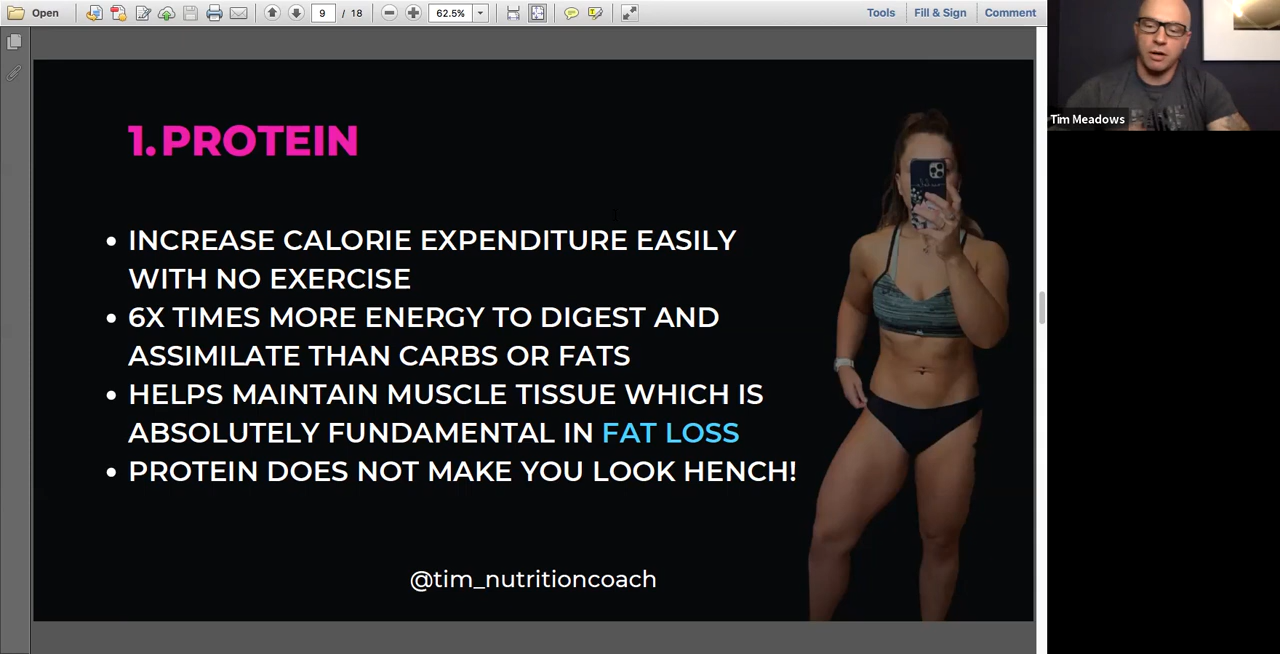 Open
9 / 18
62.5%
Tools
Fill & Sign
Comment
Tim Meadows
1. PROTEIN
• INCREASE CALORIE EXPENDITURE EASILY
WITH NO EXERCISE
• 6X TIMES MORE ENERGY TO DIGEST AND
ASSIMILATE THAN CARBS OR FATS
• HELPS MAINTAIN MUSCLE TISSUE WHICH IS
ABSOLUTELY FUNDAMENTAL IN FAT LOSS
• PROTEIN DOES NOT MAKE YOU LOOK HENCH!
@tim_nutritioncoach